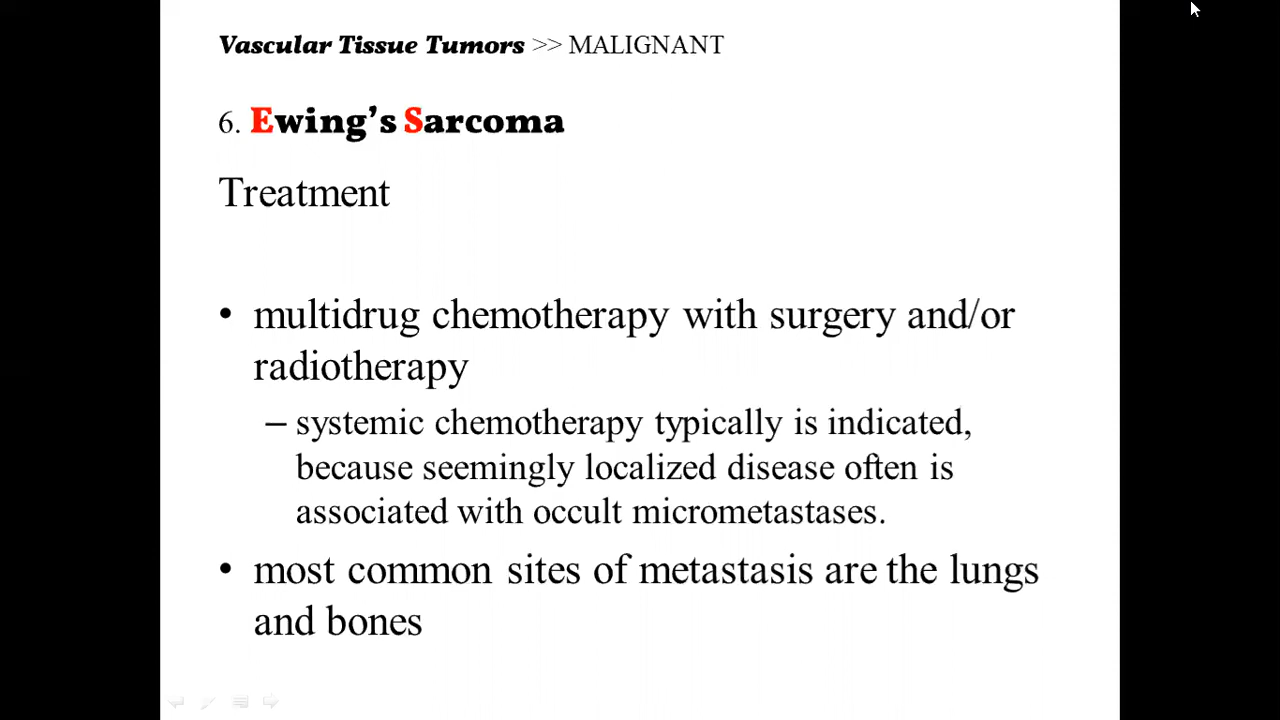 Vascular Tissue Tumors >> MALIGNANT
6. Ewing’s Sarcoma
Treatment
• multidrug chemotherapy with surgery and/or
radiotherapy
– systemic chemotherapy typically is indicated,
because seemingly localized disease often is
associated with occult micrometastases.
• most common sites of metastasis are the lungs
and bones